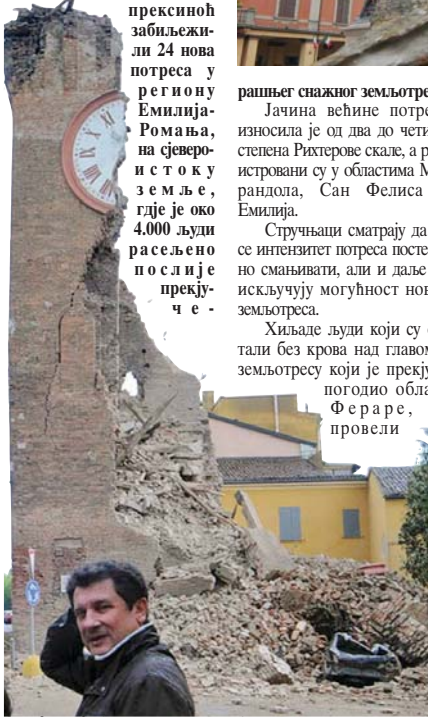 прексиноћ
забиљежи-
ли 24 нова
потреса у
региону
Емилија-
Романња,
на сјеверо-
истоку
земље,
гдје је око
4.000 људи
расељено
послије
прекју-
че-
рашњег снажног земљотре
Јачина већине потре
износила је од два до чети
степена Рихтерове скале, а р
истровани су у областима М
рандола, Сан Фелиса
Емилија.
Стручњаци сматрају да
се интензитет потреса посте
но смањивати, али и даље
искључују могућност нов
земљотреса.
Хиљаде људи који су
тали без крова над главом
земљотресу који је прекју
погодио обла
Фераре,
провели